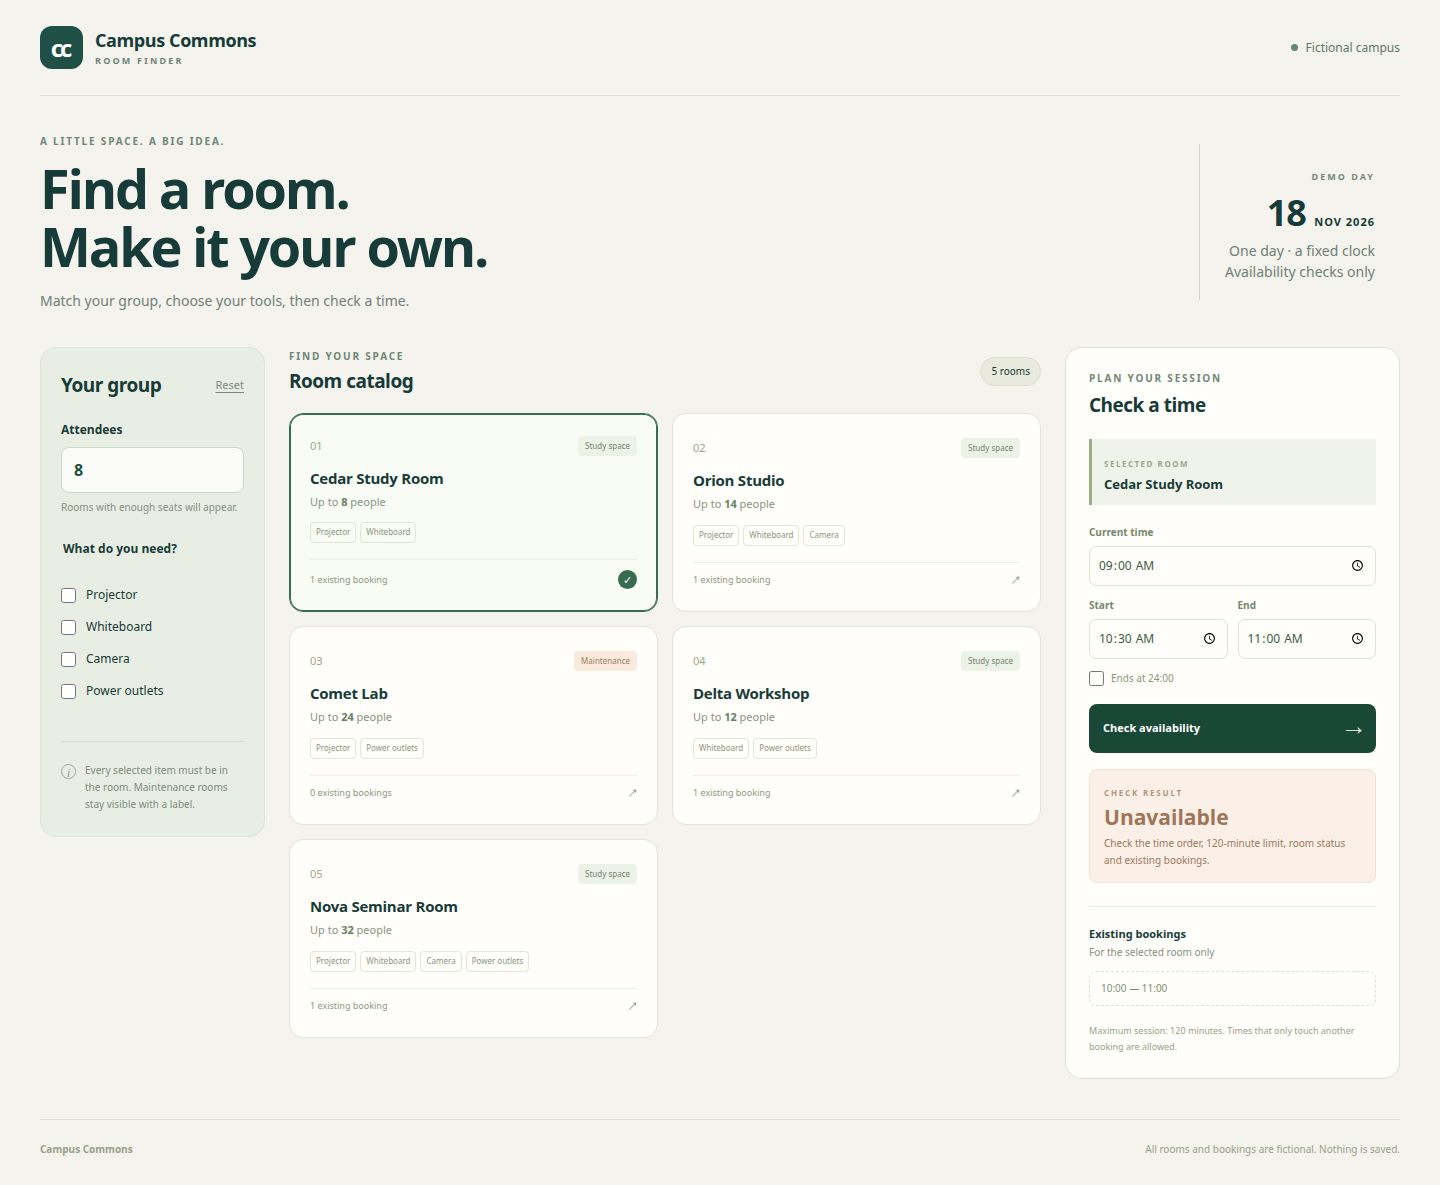 cc
Campus Commons
ROOM FINDER
Fictional campus
A LITTLE SPACE. A BIG IDEA.
Find a room.
Make it your own.
Match your group, choose your tools, then check a time.
DEMO DAY
18 NOV 2026
One day · a fixed clock
Availability checks only
Your group
Reset
Attendees
8
Rooms with enough seats will appear.
What do you need?
Projector
Whiteboard
Camera
Power outlets
i
Every selected item must be in
the room. Maintenance rooms
stay visible with a label.
FIND YOUR SPACE
Room catalog
5 rooms
01
Study space
Cedar Study Room
Up to 8 people
Projector
Whiteboard
1 existing booking
✓
02
Study space
Orion Studio
Up to 14 people
Projector
Whiteboard
Camera
1 existing booking
↗
03
Maintenance
Comet Lab
Up to 24 people
Projector
Power outlets
0 existing bookings
↗
04
Study space
Delta Workshop
Up to 12 people
Whiteboard
Power outlets
1 existing booking
↗
05
Study space
Nova Seminar Room
Up to 32 people
Projector
Whiteboard
Camera
Power outlets
1 existing booking
↗
PLAN YOUR SESSION
Check a time
SELECTED ROOM
Cedar Study Room
Current time
09:00 AM
Start
End
10:30 AM
11:00 AM
Ends at 24:00
Check availability →
CHECK RESULT
Unavailable
Check the time order, 120-minute limit, room status
and existing bookings.
Existing bookings
For the selected room only
10:00 — 11:00
Maximum session: 120 minutes. Times that only touch another
booking are allowed.
Campus Commons
All rooms and bookings are fictional. Nothing is saved.